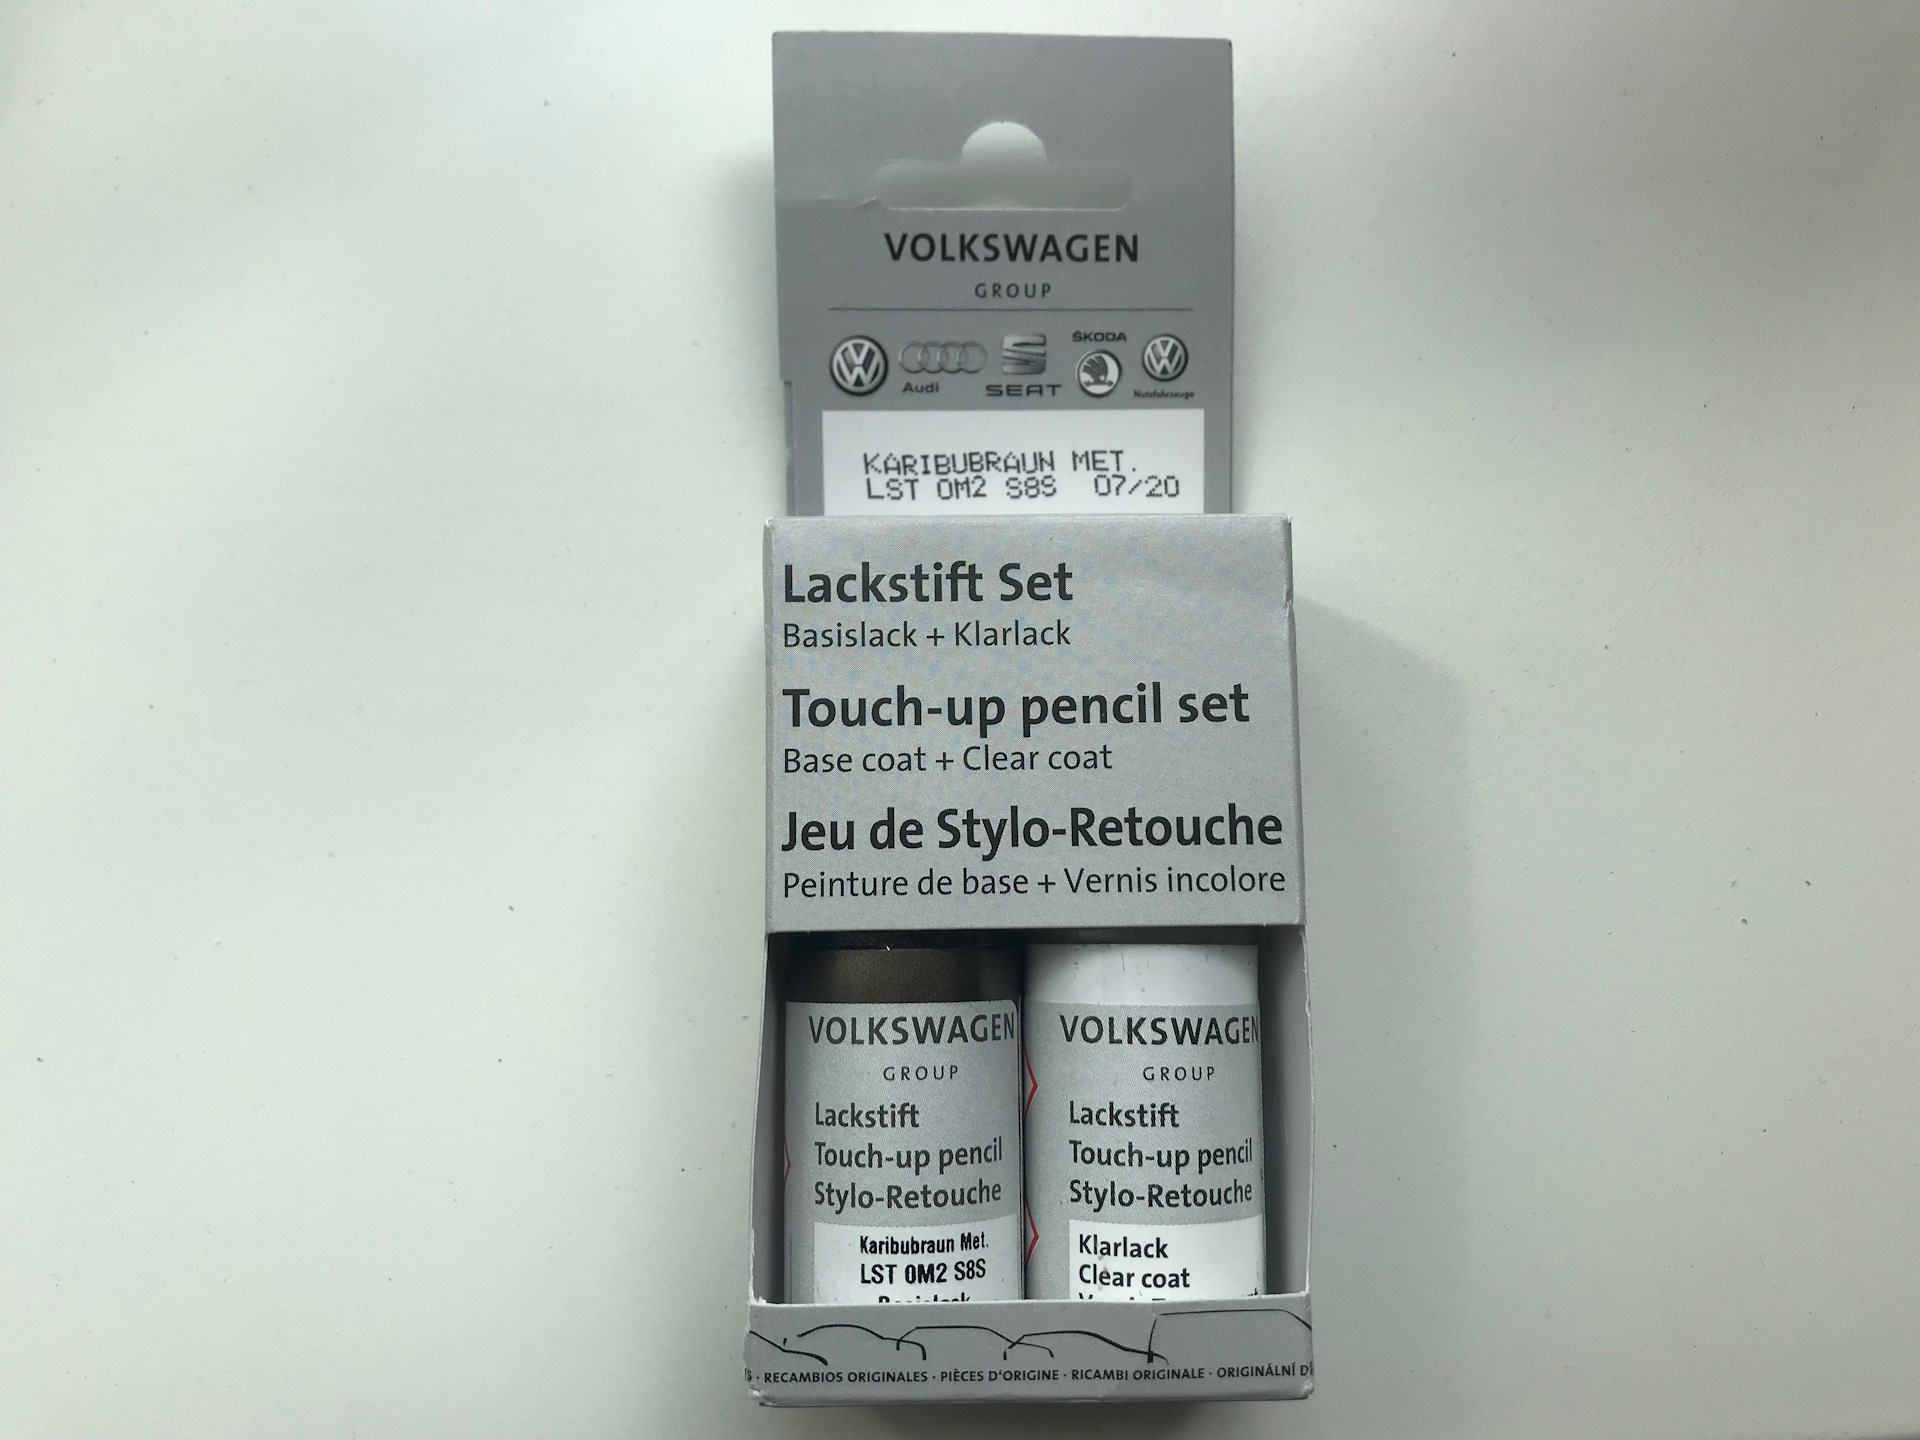 VOLKSWAGEN
GROUP
Audi
SEAT
ŠKODA
Nutzfahrzeuge
KARIBUBRAUN MET.
LST 0M2 S8S 07/20
Lackstift Set
Basislack + Klarlack
Touch-up pencil set
Base coat + Clear coat
Jeu de Stylo-Retouche
Peinture de base + Vernis incolore
VOLKSWAGEN
GROUP
Lackstift
Touch-up pencil
Stylo-Retouche
Karibubraun Met.
LST 0M2 S8S
VOLKSWAGEN
GROUP
Lackstift
Touch-up pencil
Stylo-Retouche
Klarlack
Clear coat
· RECAMBIOS ORIGINALES · PIÈCES D'ORIGINE · RICAMBI ORIGINALE · ORIGINÁLNÍ